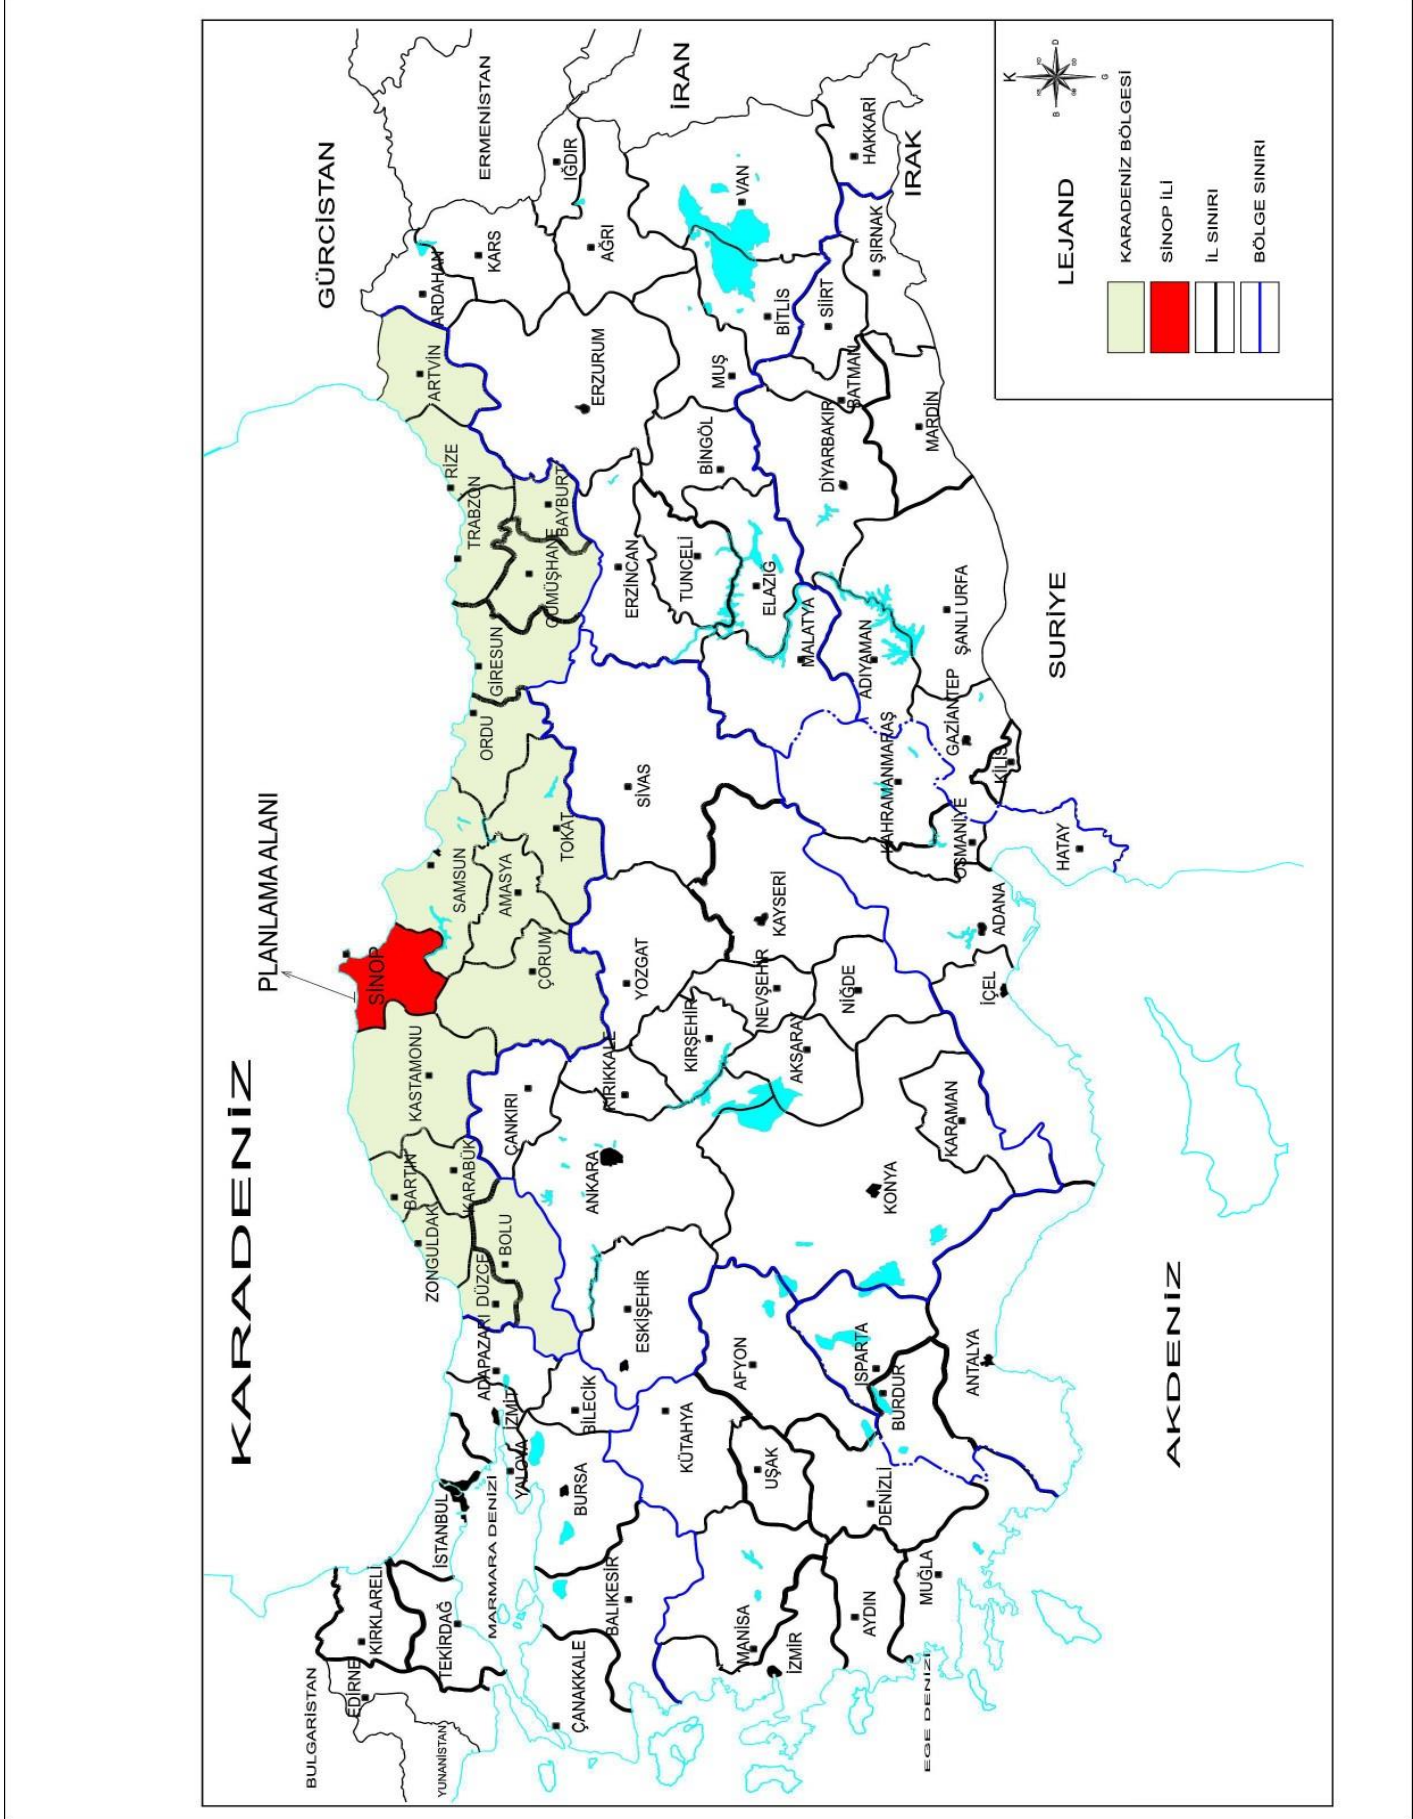 KARADENİZ
PLANLAMA ALANI
GÜRCİSTAN
ERMENİSTAN
İRAN
IRAK
SURİYE
AKDENİZ
EGE DENİZİ
MARMARA DENİZİ
BULGARİSTAN
YUNANİSTAN
EDİRNE
KIRKLARELİ
TEKİRDAĞ
İSTANBUL
ÇANAKKALE
BALIKESİR
BURSA
YALOVA
İZMİT
ADAPAZARI
BİLECİK
DÜZCE
BOLU
ZONGULDAK
BARTIN
KARABÜK
KASTAMONU
SİNOP
ÇANKIRI
ÇORUM
SAMSUN
AMASYA
TOKAT
ORDU
GİRESUN
GÜMÜŞHANE
TRABZON
BAYBURT
RİZE
ARTVİN
ARDAHAN
KARS
IĞDIR
AĞRI
ERZURUM
ERZİNCAN
SİVAS
YOZGAT
KIRIKKALE
ANKARA
ESKİŞEHİR
KÜTAHYA
MANİSA
İZMİR
UŞAK
AFYON
AYDIN
DENİZLİ
MUĞLA
BURDUR
ISPARTA
ANTALYA
KONYA
KARAMAN
AKSARAY
KIRŞEHİR
NEVŞEHİR
NİĞDE
KAYSERİ
İÇEL
ADANA
OSMANİYE
HATAY
KAHRAMANMARAŞ
KİLİS
GAZİANTEP
ADIYAMAN
MALATYA
ŞANLI URFA
ELAZIĞ
TUNCELİ
BİNGÖL
DİYARBAKIR
MARDİN
BATMAN
MUŞ
BİTLİS
SİİRT
ŞIRNAK
VAN
HAKKARİ
K
D
G
B
LEJAND
KARADENİZ BÖLGESİ
SİNOP İLİ
İL SINIRI
BÖLGE SINIRI